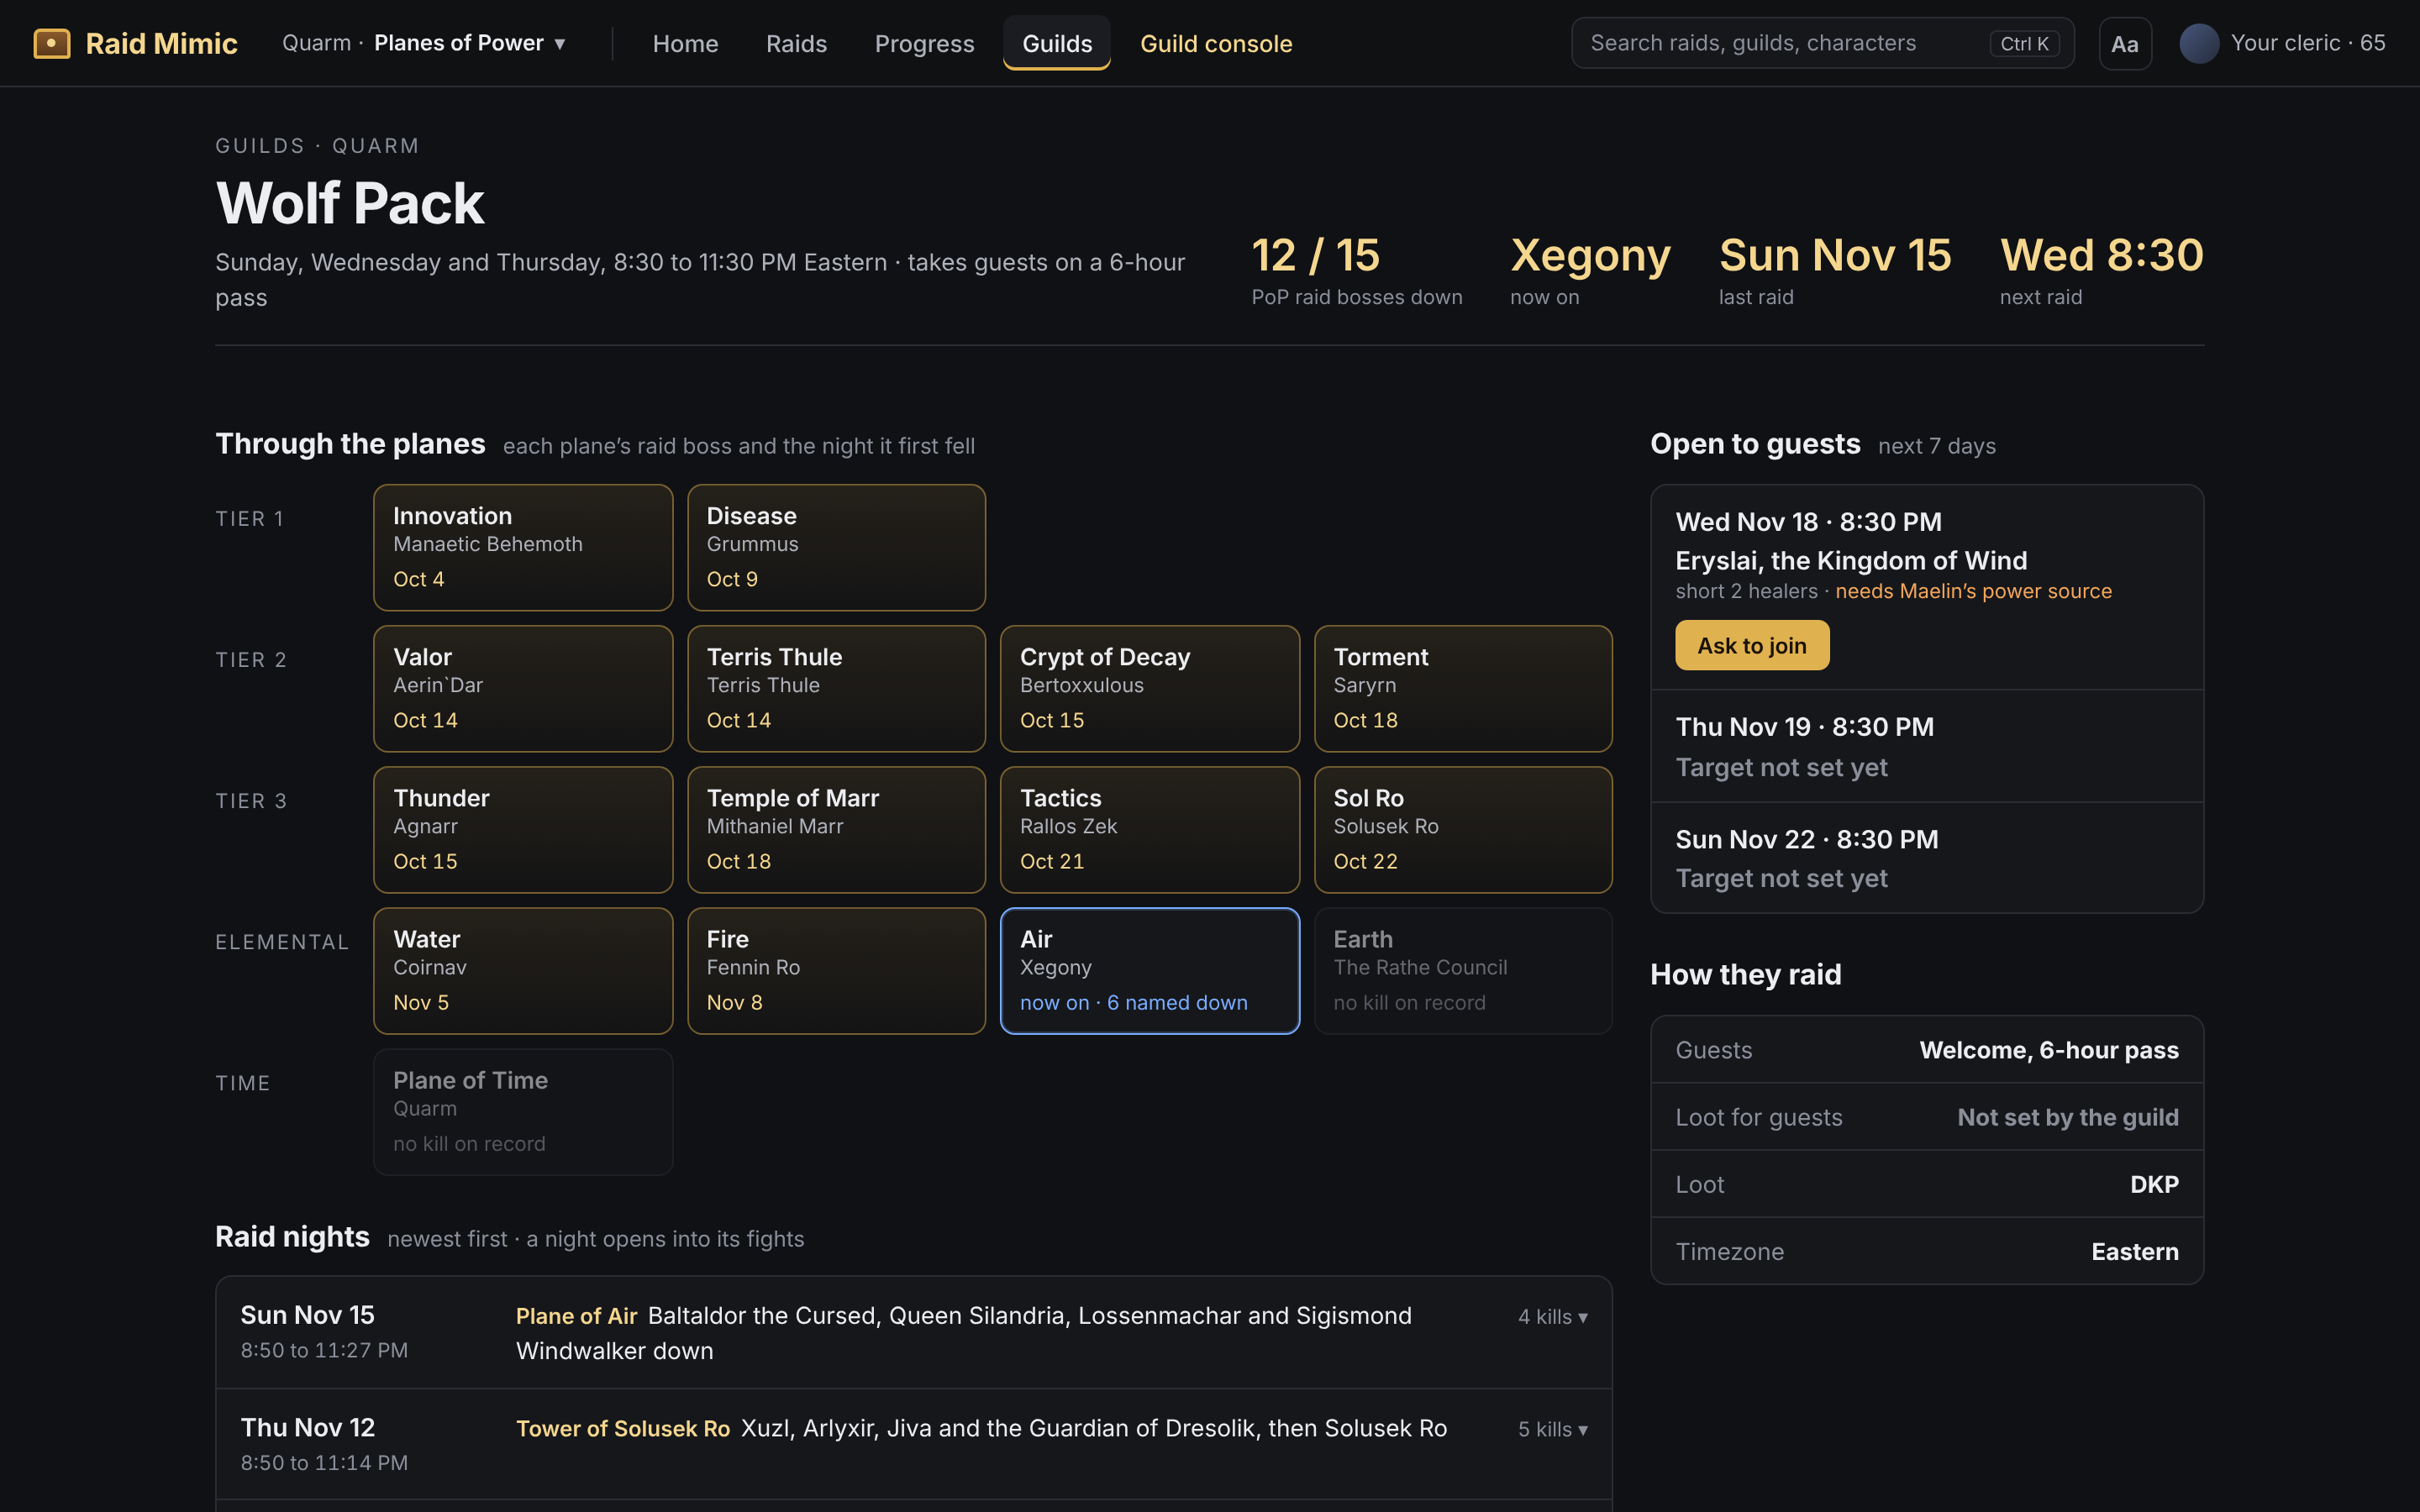 Raid Mimic
Quarm · Planes of Power ▾
Home
Raids
Progress
Guilds
Guild console
Search raids, guilds, characters
Ctrl K
Aa
Your cleric · 65
GUILDS · QUARM
Wolf Pack
Sunday, Wednesday and Thursday, 8:30 to 11:30 PM Eastern · takes guests on a 6-hour
pass
12 / 15
PoP raid bosses down
Xegony
now on
Sun Nov 15
last raid
Wed 8:30
next raid
Through the planes each plane’s raid boss and the night it first fell
TIER 1
Innovation
Manaetic Behemoth
Oct 4
Disease
Grummus
Oct 9
TIER 2
Valor
Aerin`Dar
Oct 14
Terris Thule
Terris Thule
Oct 14
Crypt of Decay
Bertoxxulous
Oct 15
Torment
Saryrn
Oct 18
TIER 3
Thunder
Agnarr
Oct 15
Temple of Marr
Mithaniel Marr
Oct 18
Tactics
Rallos Zek
Oct 21
Sol Ro
Solusek Ro
Oct 22
ELEMENTAL
Water
Coirnav
Nov 5
Fire
Fennin Ro
Nov 8
Air
Xegony
now on · 6 named down
Earth
The Rathe Council
no kill on record
TIME
Plane of Time
Quarm
no kill on record
Raid nights newest first · a night opens into its fights
Sun Nov 15
8:50 to 11:27 PM
Plane of Air Baltaldor the Cursed, Queen Silandria, Lossenmachar and Sigismond
Windwalker down
4 kills ▾
Thu Nov 12
8:50 to 11:14 PM
Tower of Solusek Ro Xuzl, Arlyxir, Jiva and the Guardian of Dresolik, then Solusek Ro
5 kills ▾
Open to guests next 7 days
Wed Nov 18 · 8:30 PM
Eryslai, the Kingdom of Wind
short 2 healers · needs Maelin’s power source
Ask to join
Thu Nov 19 · 8:30 PM
Target not set yet
Sun Nov 22 · 8:30 PM
Target not set yet
How they raid
Guests Welcome, 6-hour pass
Loot for guests Not set by the guild
Loot DKP
Timezone Eastern